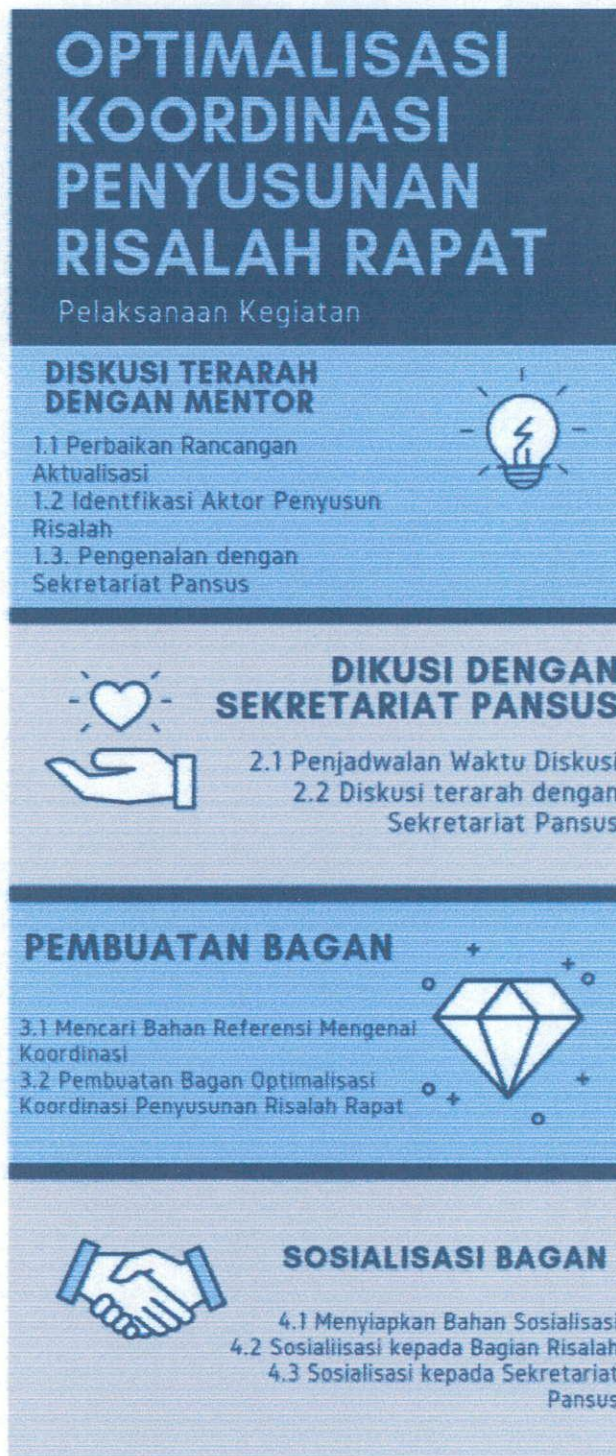 OPTIMALISASI
KOORDINASI
PENYUSUNAN
RISALAH RAPAT
Pelaksanaan Kegiatan
DISKUSI TERARAH
DENGAN MENTOR
1.1 Perbaikan Rancangan
Aktualisasi
1.2 Identfikasi Aktor Penyusun
Risalah
1.3. Pengenalan dengan
Sekretariat Pansus
DIKUSI DENGAN
SEKRETARIAT PANSUS
2.1 Penjadwalan Waktu Diskusi
2.2 Diskusi terarah dengan
Sekretariat Pansus
PEMBUATAN BAGAN
3.1 Mencari Bahan Referensi Mengenai
Koordinasi
3.2 Pembuatan Bagan Optimalisasi
Koordinasi Penyusunan Risalah Rapat
SOSIALISASI BAGAN
4.1 Menyiapkan Bahan Sosialisasi
4.2 Sosialiisasi kepada Bagian Risalah
4.3 Sosialisasi kepada Sekretariat
Pansus